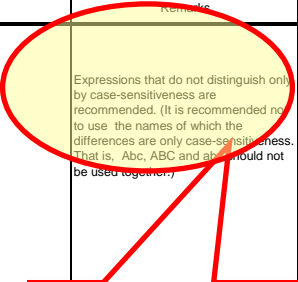 Remarks
Expressions that do not distinguish only
by case-sensitiveness are
recommended. (It is recommended not
to use the names of which the
differences are only case-sensitiveness.
That is, Abc, ABC and abc should not
be used together.)